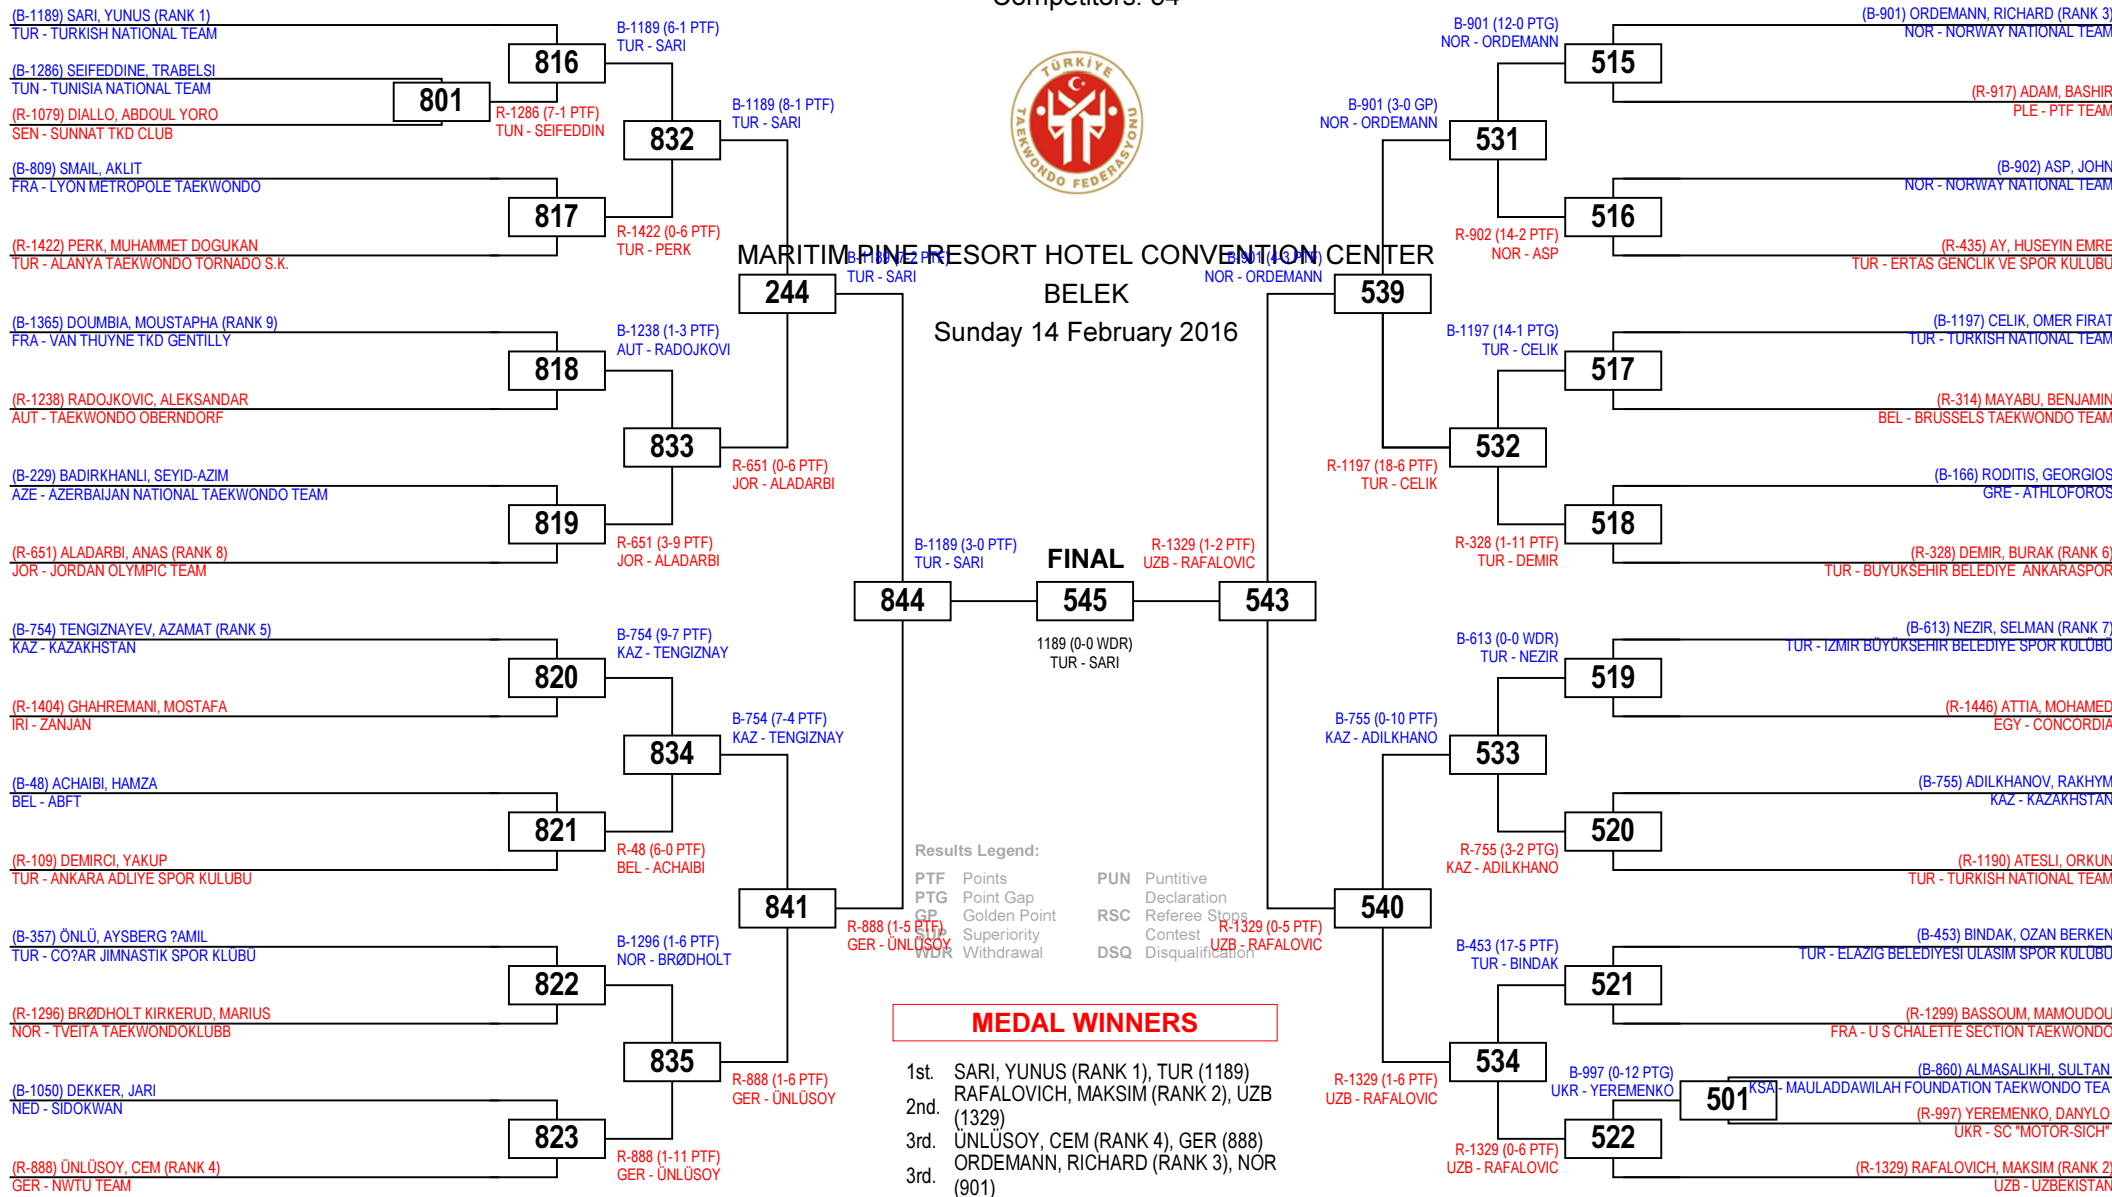 Competitors: 34
TÜRKİYE
TAEKWONDO FEDERASYONU
MARITIM PINE RESORT HOTEL CONVENTION CENTER
BELEK
Sunday 14 February 2016
(B-1189) SARI, YUNUS (RANK 1)
TUR - TURKISH NATIONAL TEAM
(B-1286) SEIFEDDINE, TRABELSI
TUN - TUNISIA NATIONAL TEAM
(R-1079) DIALLO, ABDOUL YORO
SEN - SUNNAT TKD CLUB
(B-809) SMAIL, AKLIT
FRA - LYON METROPOLE TAEKWONDO
(R-1422) PERK, MUHAMMET DOGUKAN
TUR - ALANYA TAEKWONDO TORNADO S.K.
(B-1365) DOUMBIA, MOUSTAPHA (RANK 9)
FRA - VAN THUYNE TKD GENTILLY
(R-1238) RADOJKOVIC, ALEKSANDAR
AUT - TAEKWONDO OBERNDORF
(B-229) BADIRKHANLI, SEYID-AZIM
AZE - AZERBAIJAN NATIONAL TAEKWONDO TEAM
(R-651) ALADARBI, ANAS (RANK 8)
JOR - JORDAN OLYMPIC TEAM
(B-754) TENGIZNAYEV, AZAMAT (RANK 5)
KAZ - KAZAKHSTAN
(R-1404) GHAHREMANI, MOSTAFA
IRI - ZANJAN
(B-48) ACHAIBI, HAMZA
BEL - ABFT
(R-109) DEMIRCI, YAKUP
TUR - ANKARA ADLIYE SPOR KULUBU
(B-357) ÖNLÜ, AYSBERG ?AMIL
TUR - CO?AR JIMNASTIK SPOR KLÜBÜ
(R-1296) BRØDHOLT KIRKERUD, MARIUS
NOR - TVEITA TAEKWONDOKLUBB
(B-1050) DEKKER, JARI
NED - SIDOKWAN
(R-888) ÜNLÜSOY, CEM (RANK 4)
GER - NWTU TEAM
801
R-1286 (7-1 PTF)
TUN - SEIFEDDIN
816
B-1189 (6-1 PTF)
TUR - SARI
817
R-1422 (0-6 PTF)
TUR - PERK
818
B-1238 (1-3 PTF)
AUT - RADOJKOVI
819
R-651 (3-9 PTF)
JOR - ALADARBI
820
B-754 (9-7 PTF)
KAZ - TENGIZNAY
821
R-48 (6-0 PTF)
BEL - ACHAIBI
822
B-1296 (1-6 PTF)
NOR - BRØDHOLT
823
R-888 (1-11 PTF)
GER - ÜNLÜSOY
832
B-1189 (8-1 PTF)
TUR - SARI
833
R-651 (0-6 PTF)
JOR - ALADARBI
834
B-754 (7-4 PTF)
KAZ - TENGIZNAY
835
R-888 (1-6 PTF)
GER - ÜNLÜSOY
244
B-1189 (7-2 PTF)
TUR - SARI
841
R-888 (1-5 PTF)
GER - ÜNLÜSOY
844
B-1189 (3-0 PTF)
TUR - SARI
FINAL
545
1189 (0-0 WDR)
TUR - SARI
R-1329 (1-2 PTF)
UZB - RAFALOVIC
543
B-901 (4-3 PTF)
NOR - ORDEMANN
539
R-1329 (0-5 PTF)
UZB - RAFALOVIC
540
B-901 (3-0 GP)
NOR - ORDEMANN
531
R-1197 (18-6 PTF)
TUR - CELIK
532
B-755 (0-10 PTF)
KAZ - ADILKHANO
533
R-1329 (1-6 PTF)
UZB - RAFALOVIC
534
B-901 (12-0 PTG)
NOR - ORDEMANN
515
R-902 (14-2 PTF)
NOR - ASP
516
B-1197 (14-1 PTG)
TUR - CELIK
517
R-328 (1-11 PTF)
TUR - DEMIR
518
B-613 (0-0 WDR)
TUR - NEZIR
519
R-755 (3-2 PTG)
KAZ - ADILKHANO
520
B-453 (17-5 PTF)
TUR - BINDAK
521
R-1329 (0-6 PTF)
UZB - RAFALOVIC
522
B-997 (0-12 PTG)
UKR - YEREMENKO
501
(B-901) ORDEMANN, RICHARD (RANK 3)
NOR - NORWAY NATIONAL TEAM
(R-917) ADAM, BASHIR
PLE - PTF TEAM
(B-902) ASP, JOHN
NOR - NORWAY NATIONAL TEAM
(R-435) AY, HUSEYIN EMRE
TUR - ERTAS GENCLIK VE SPOR KULUBU
(B-1197) CELIK, OMER FIRAT
TUR - TURKISH NATIONAL TEAM
(R-314) MAYABU, BENJAMIN
BEL - BRUSSELS TAEKWONDO TEAM
(B-166) RODITIS, GEORGIOS
GRE - ATHLOFOROS
(R-328) DEMIR, BURAK (RANK 6)
TUR - BUYUKSEHIR BELEDIYE ANKARASPOR
(B-613) NEZIR, SELMAN (RANK 7)
TUR - IZMIR BÜYÜKSEHIR BELEDIYE SPOR KULÜBÜ
(R-1446) ATTIA, MOHAMED
EGY - CONCORDIA
(B-755) ADILKHANOV, RAKHYM
KAZ - KAZAKHSTAN
(R-1190) ATESLI, ORKUN
TUR - TURKISH NATIONAL TEAM
(B-453) BINDAK, OZAN BERKEN
TUR - ELAZIG BELEDIYESI ULASIM SPOR KULÜBÜ
(R-1299) BASSOUM, MAMOUDOU
FRA - U S CHALETTE SECTION TAEKWONDO
(B-860) ALMASALIKHI, SULTAN
KSA - MAULADDAWILAH FOUNDATION TAEKWONDO TEA
(R-997) YEREMENKO, DANYLO
UKR - SC "MOTOR-SICH"
(R-1329) RAFALOVICH, MAKSIM (RANK 2)
UZB - UZBEKISTAN
Results Legend:
PTF Points
PTG Point Gap
GP Golden Point
SUP Superiority
WDR Withdrawal
PUN Puntitive
Declaration
RSC Referee Stops
Contest
DSQ Disqualification
MEDAL WINNERS
1st. SARI, YUNUS (RANK 1), TUR (1189)
2nd. RAFALOVICH, MAKSIM (RANK 2), UZB
(1329)
3rd. ÜNLÜSOY, CEM (RANK 4), GER (888)
3rd. ORDEMANN, RICHARD (RANK 3), NOR
(901)